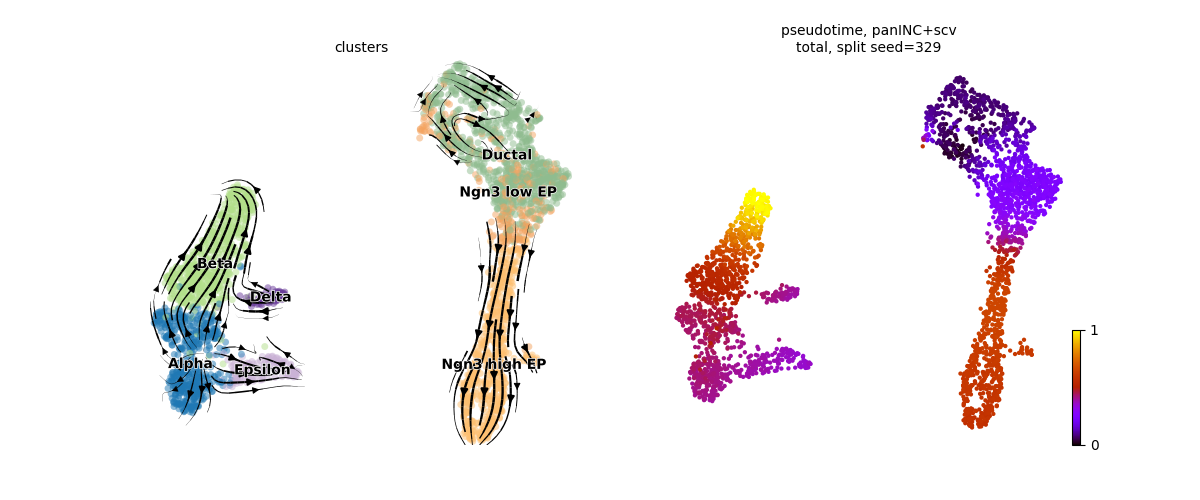 clusters
Ductal
Ngn3 low EP
Beta
Delta
Alpha
Epsilon
Ngn3 high EP
pseudotime, panINC+scv
total, split seed=329
1
0